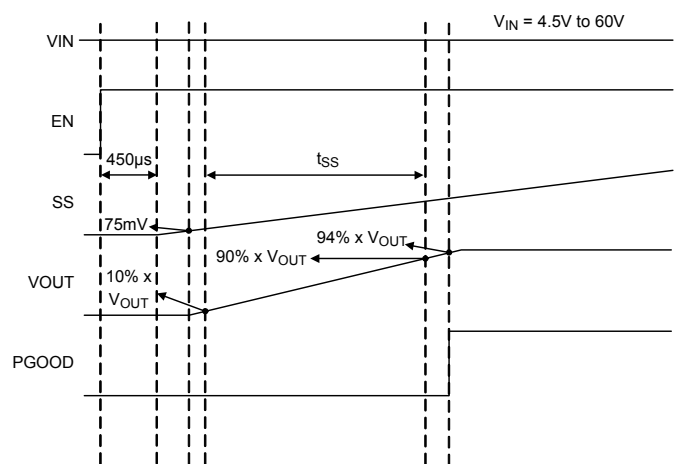 V_IN = 4.5V to 60V
VIN
EN
450µs
t_SS
SS
75mV
94% x V_OUT
90% x V_OUT
10% x
V_OUT
VOUT
PGOOD